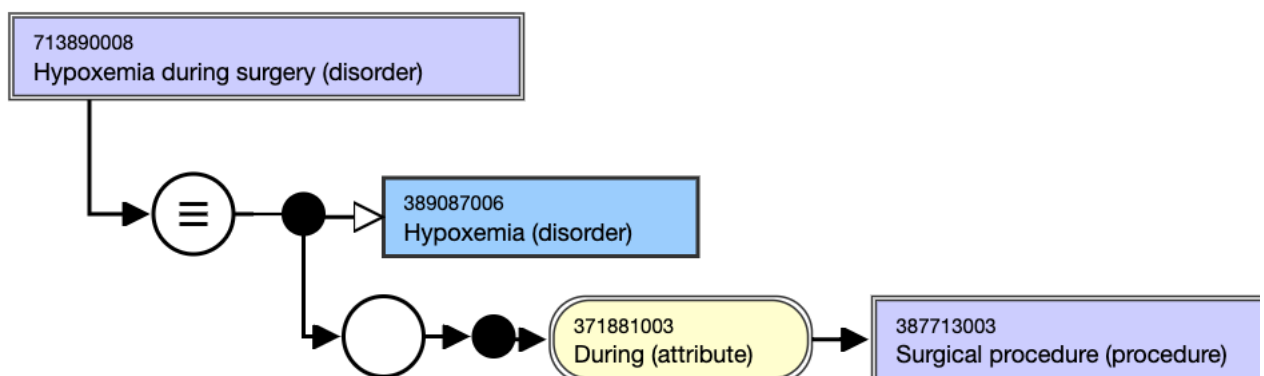 713890008
Hypoxemia during surgery (disorder)
389087006
Hypoxemia (disorder)
371881003
During (attribute)
387713003
Surgical procedure (procedure)